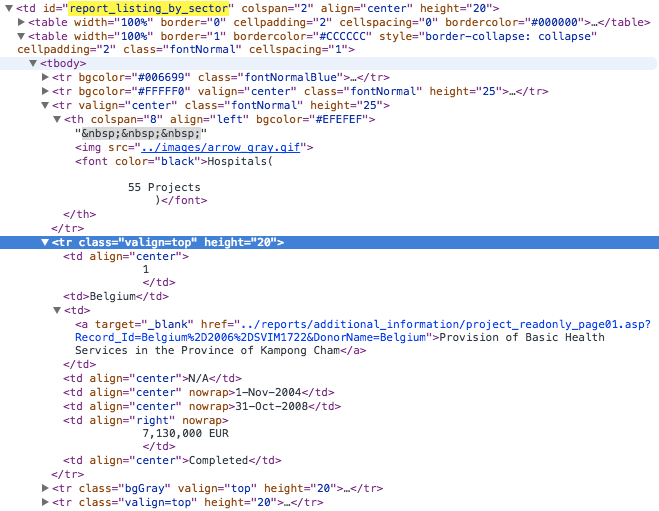 ▼<td id="report_listing_by_sector" colspan="2" align="center" height="20">
▶<table width="100%" border="0" cellpadding="2" cellspacing="0" bordercolor="#000000">…</table>
▼<table width="100%" border="1" bordercolor="#CCCCCC" style="border-collapse: collapse"
cellpadding="2" class="fontNormal" cellspacing="1">
▼<tbody>
▶<tr bgcolor="#006699" class="fontNormalBlue">…</tr>
▶<tr bgcolor="#FFFFF0" valign="center" class="fontNormal" height="25">…</tr>
▼<tr valign="center" class="fontNormal" height="25">
▼<th colspan="8" align="left" bgcolor="#EFEFEF">
"&nbsp;&nbsp;&nbsp;"
<img src="../images/arrow_gray.gif">
<font color="black">Hospitals(
55 Projects
)</font>
</th>
</tr>
▼<tr class="valign=top" height="20">
<td align="center">
1
</td>
<td>Belgium</td>
▼<td>
<a target="_blank" href="../reports/additional_information/project_readonly_page01.asp?
Record_Id=Belgium%2D2006%2DSVIM1722&DonorName=Belgium">Provision of Basic Health
Services in the Province of Kampong Cham</a>
</td>
<td align="center">N/A</td>
<td align="center" nowrap>1-Nov-2004</td>
<td align="center" nowrap>31-Oct-2008</td>
<td align="right" nowrap>
7,130,000 EUR
</td>
<td align="center">Completed</td>
</tr>
▶<tr class="bgGray" valign="top" height="20">…</tr>
▶<tr class="valign=top" height="20">…</tr>